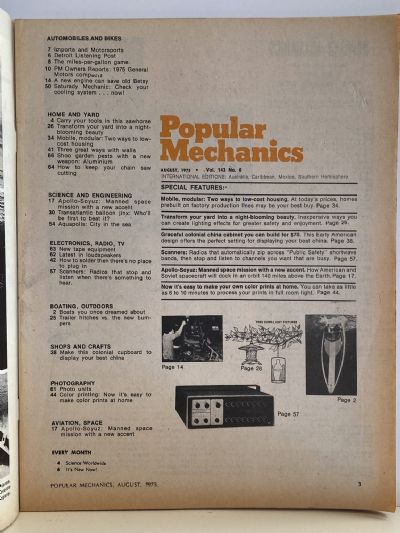 AUTOMOBILES AND BIKES
7 Imports and Motorsports
6 Detroit Listening Post
8 The miles-per-gallon game.
10 PM Owners Reports: 1975 General
Motors compacts
14 A new engine can save old Betsy
50 Saturday Mechanic: Check your
cooling system . . . now!
HOME AND YARD
4 Carry your tools in this sawhorse
26 Transform your yard into a night-
blooming beauty
34 Mobile, modular: Two ways to low-
cost housing
41 Three great ways with walls
56 Shoo garden pests with a new
weapon: Aluminum
64 How to keep your chain saw
cutting
SCIENCE AND ENGINEERING
17 Apollo-Soyuz: Manned space
mission with a new accent
30 Transatlantic balloon jinx: Who'll
be first to beat it?
54 Aquapolis: City in the sea
ELECTRONICS, RADIO, TV
63 New tape equipment
62 Latest in loudspeakers
42 How to solder when there's no place
to plug in.
57 Scanners: Radios that stop and
listen when there's something to
hear.
BOATING, OUTDOORS
2 Boats you once dreamed about
25 Trailer hitches vs. the new bum-
pers
SHOPS AND CRAFTS
38 Make this colonial cupboard to
display your best china
PHOTOGRAPHY
61 Photo units
44 Color printing: Now it's easy to
make color prints at home
AVIATION, SPACE
17 Apollo-Soyuz: Manned space
mission with a new accent
EVERY MONTH
4 Science Worldwide
6 It's New Now!
Popular
Mechanics
AUGUST, 1975 • Vol. 143 No. 8
INTERNATIONAL EDITIONS: Australia, Caribbean, Mexico, Southern Hemisphere
SPECIAL FEATURES:
Mobile, modular: Two ways to low-cost housing. At today's prices, homes
prebuilt on factory production lines may be your best buy. Page 34.
Transform your yard into a night-blooming beauty. Inexpensive ways you
can create lighting effects for greater safety and enjoyment. Page 26.
Graceful colonial china cabinet you can build for $70. This Early American
design offers the perfect setting for displaying your best china. Page 38.
Scanners: Radios that automatically zip across "Public Safety" shortwave
bands, then stop and listen to channels you want that are busy. Page 57.
Apollo-Soyuz: Manned space mission with a new accent. How American and
Soviet spacecraft will dock in an orbit 140 miles above the Earth. Page 17.
Now it's easy to make your own color prints at home. You can take as little
as 8 to 10 minutes to process your prints in full room light. Page 44.
Page 14
Page 26
Page 2
Page 57
POPULAR MECHANICS, AUGUST, 1975.
3